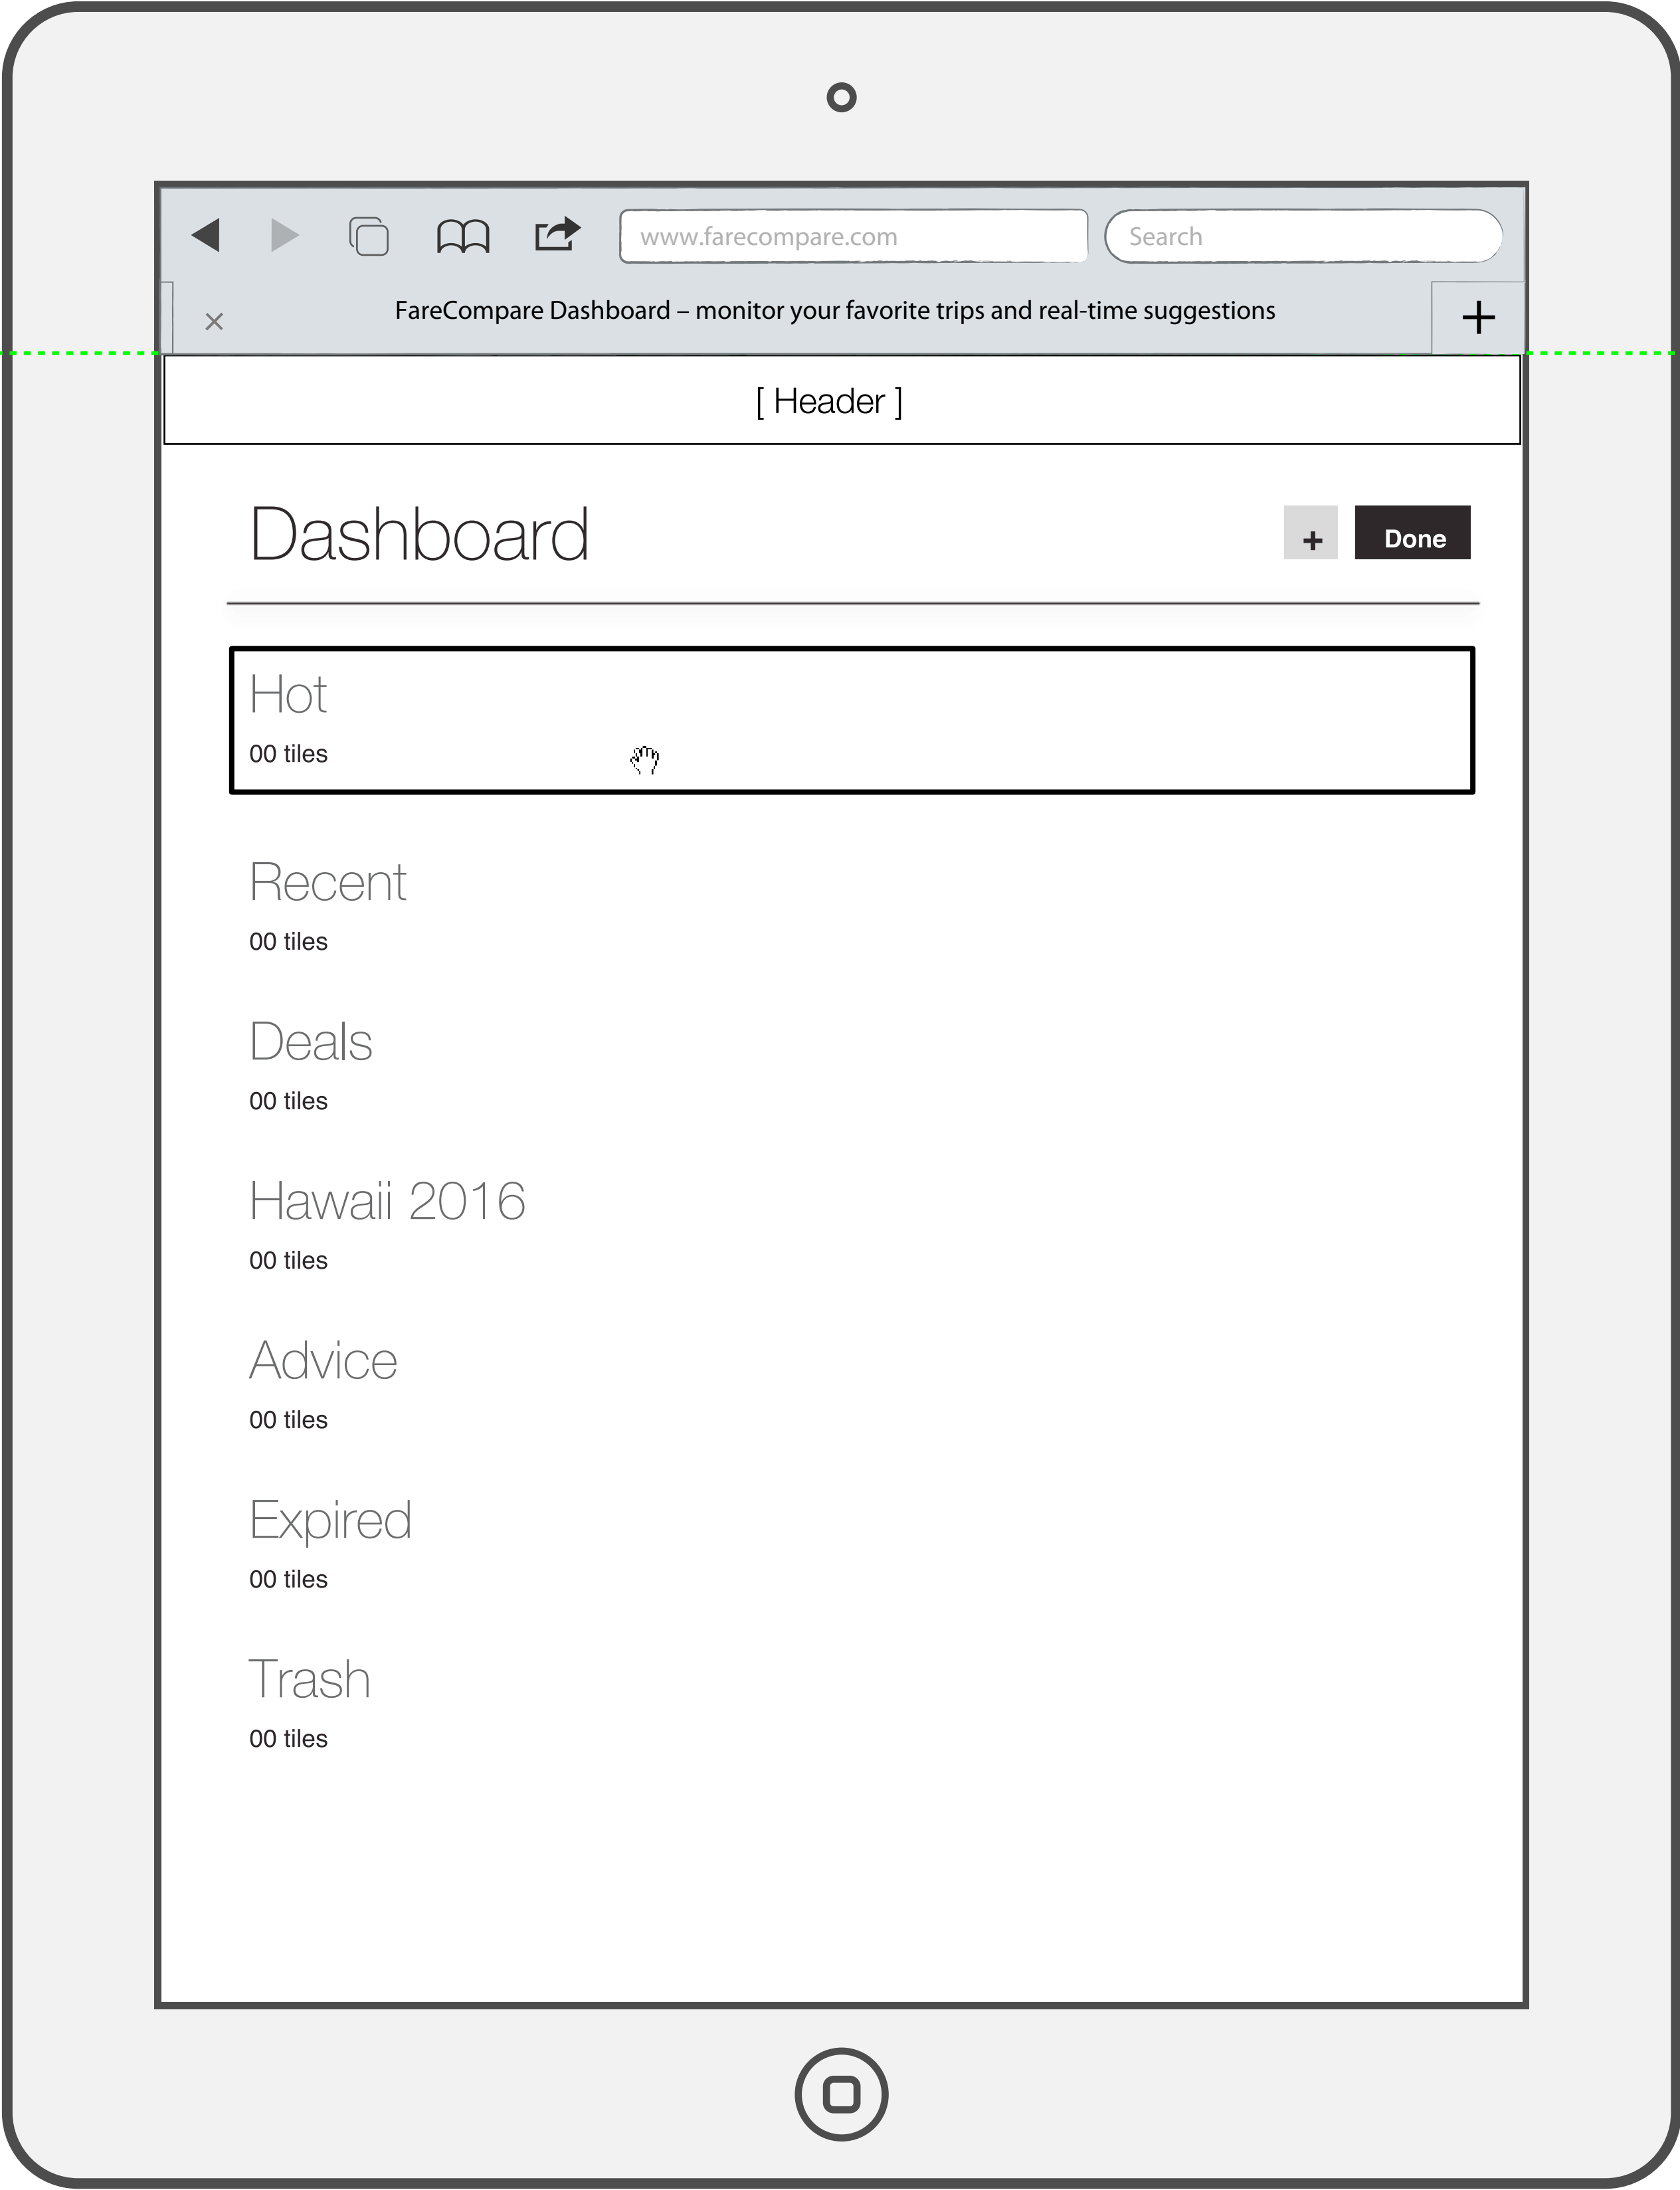 www.farecompare.com
Search
FareCompare Dashboard – monitor your favorite trips and real-time suggestions
[ Header ]
Dashboard
+
Done
Hot
00 tiles
Recent
00 tiles
Deals
00 tiles
Hawaii 2016
00 tiles
Advice
00 tiles
Expired
00 tiles
Trash
00 tiles